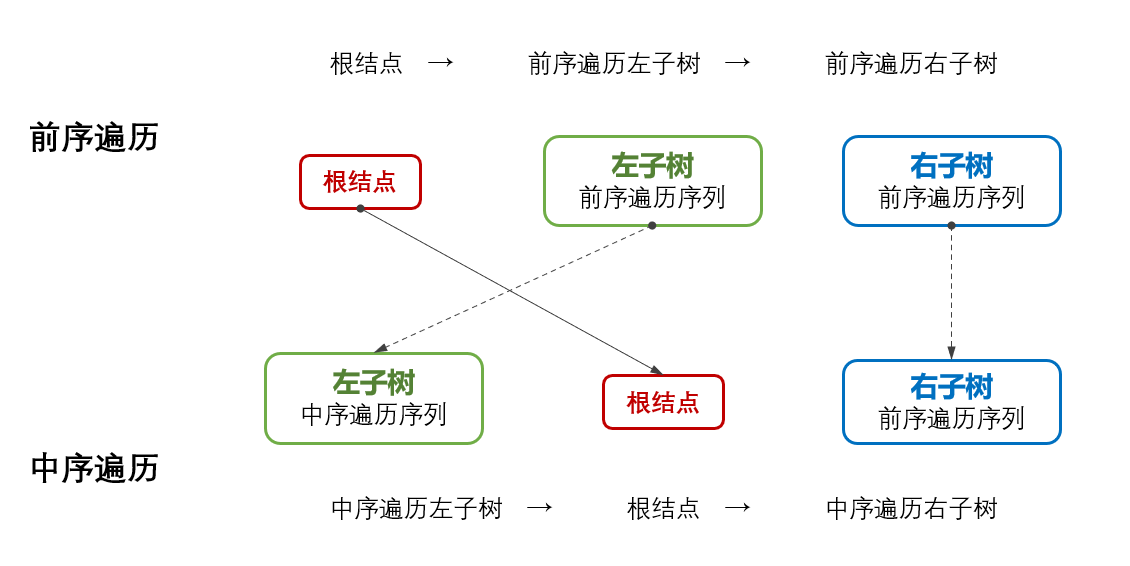 根结点 → 前序遍历左子树 → 前序遍历右子树
前序遍历
根结点
左子树
前序遍历序列
右子树
前序遍历序列
左子树
中序遍历序列
根结点
右子树
前序遍历序列
中序遍历
中序遍历左子树 → 根结点 → 中序遍历右子树